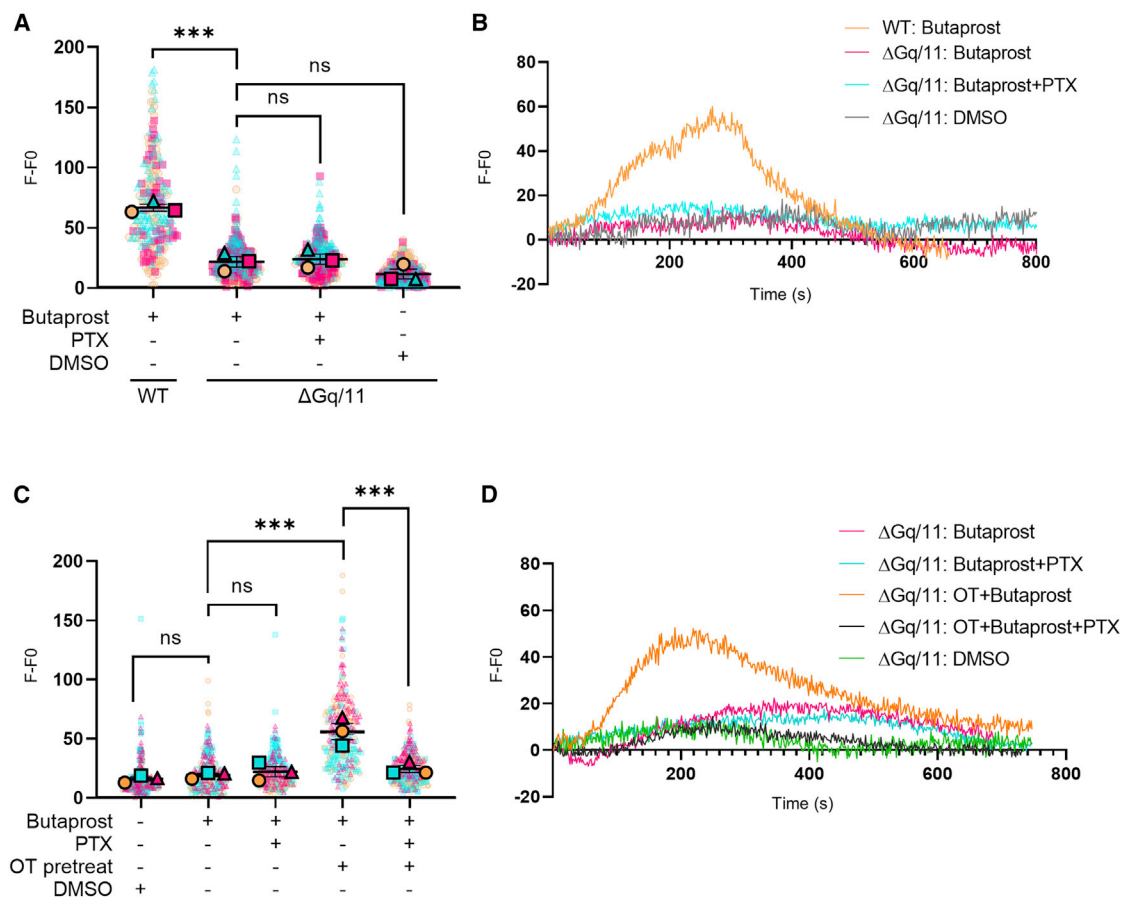 A
***
ns
ns
200
150
100
50
0
F-F0
Butaprost + + + -
PTX - - + -
DMSO - - - +
WT ΔGq/11
B
WT: Butaprost
ΔGq/11: Butaprost
ΔGq/11: Butaprost+PTX
ΔGq/11: DMSO
80
60
40
20
0
-20
F-F0
200 400 600 800
Time (s)
C
***
***
ns
ns
200
150
100
50
0
F-F0
Butaprost - + + + +
PTX - - + - +
OT pretreat - - - + +
DMSO + - - - -
D
ΔGq/11: Butaprost
ΔGq/11: Butaprost+PTX
ΔGq/11: OT+Butaprost
ΔGq/11: OT+Butaprost+PTX
ΔGq/11: DMSO
80
60
40
20
0
-20
F-F0
200 400 600 800
Time (s)